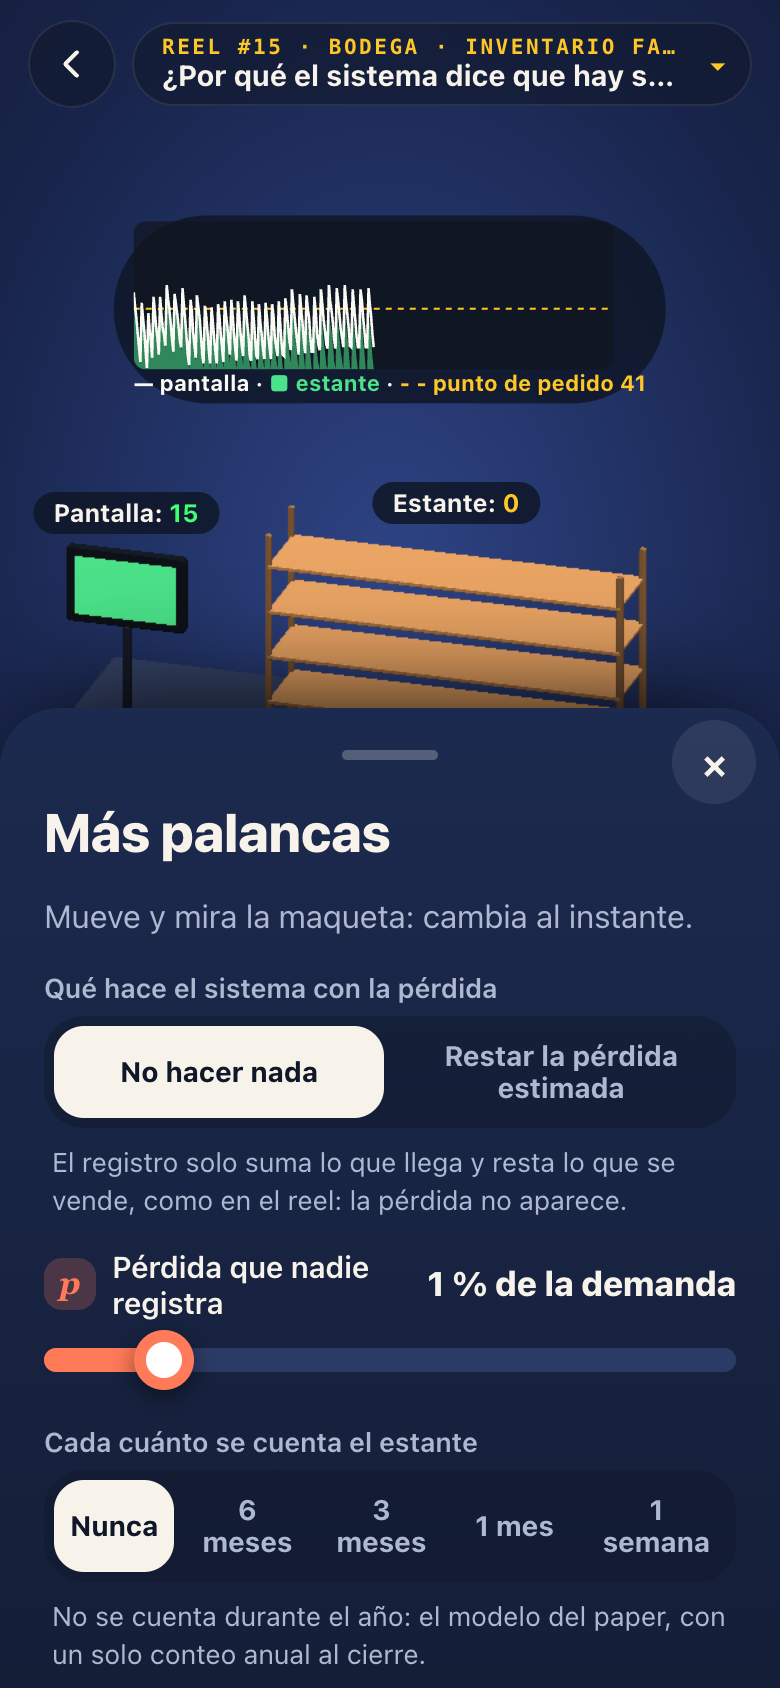 REEL #15 · BODEGA · INVENTARIO FA…
¿Por qué el sistema dice que hay s…
pantalla · estante · - - punto de pedido 41
Pantalla: 15
Estante: 0
×
Más palancas
Mueve y mira la maqueta: cambia al instante.
Qué hace el sistema con la pérdida
No hacer nada
Restar la pérdida
estimada
El registro solo suma lo que llega y resta lo que se
vende, como en el reel: la pérdida no aparece.
p
Pérdida que nadie
registra
1 % de la demanda
Cada cuánto se cuenta el estante
Nunca
6
meses
3
meses
1 mes
1
semana
No se cuenta durante el año: el modelo del paper, con
un solo conteo anual al cierre.